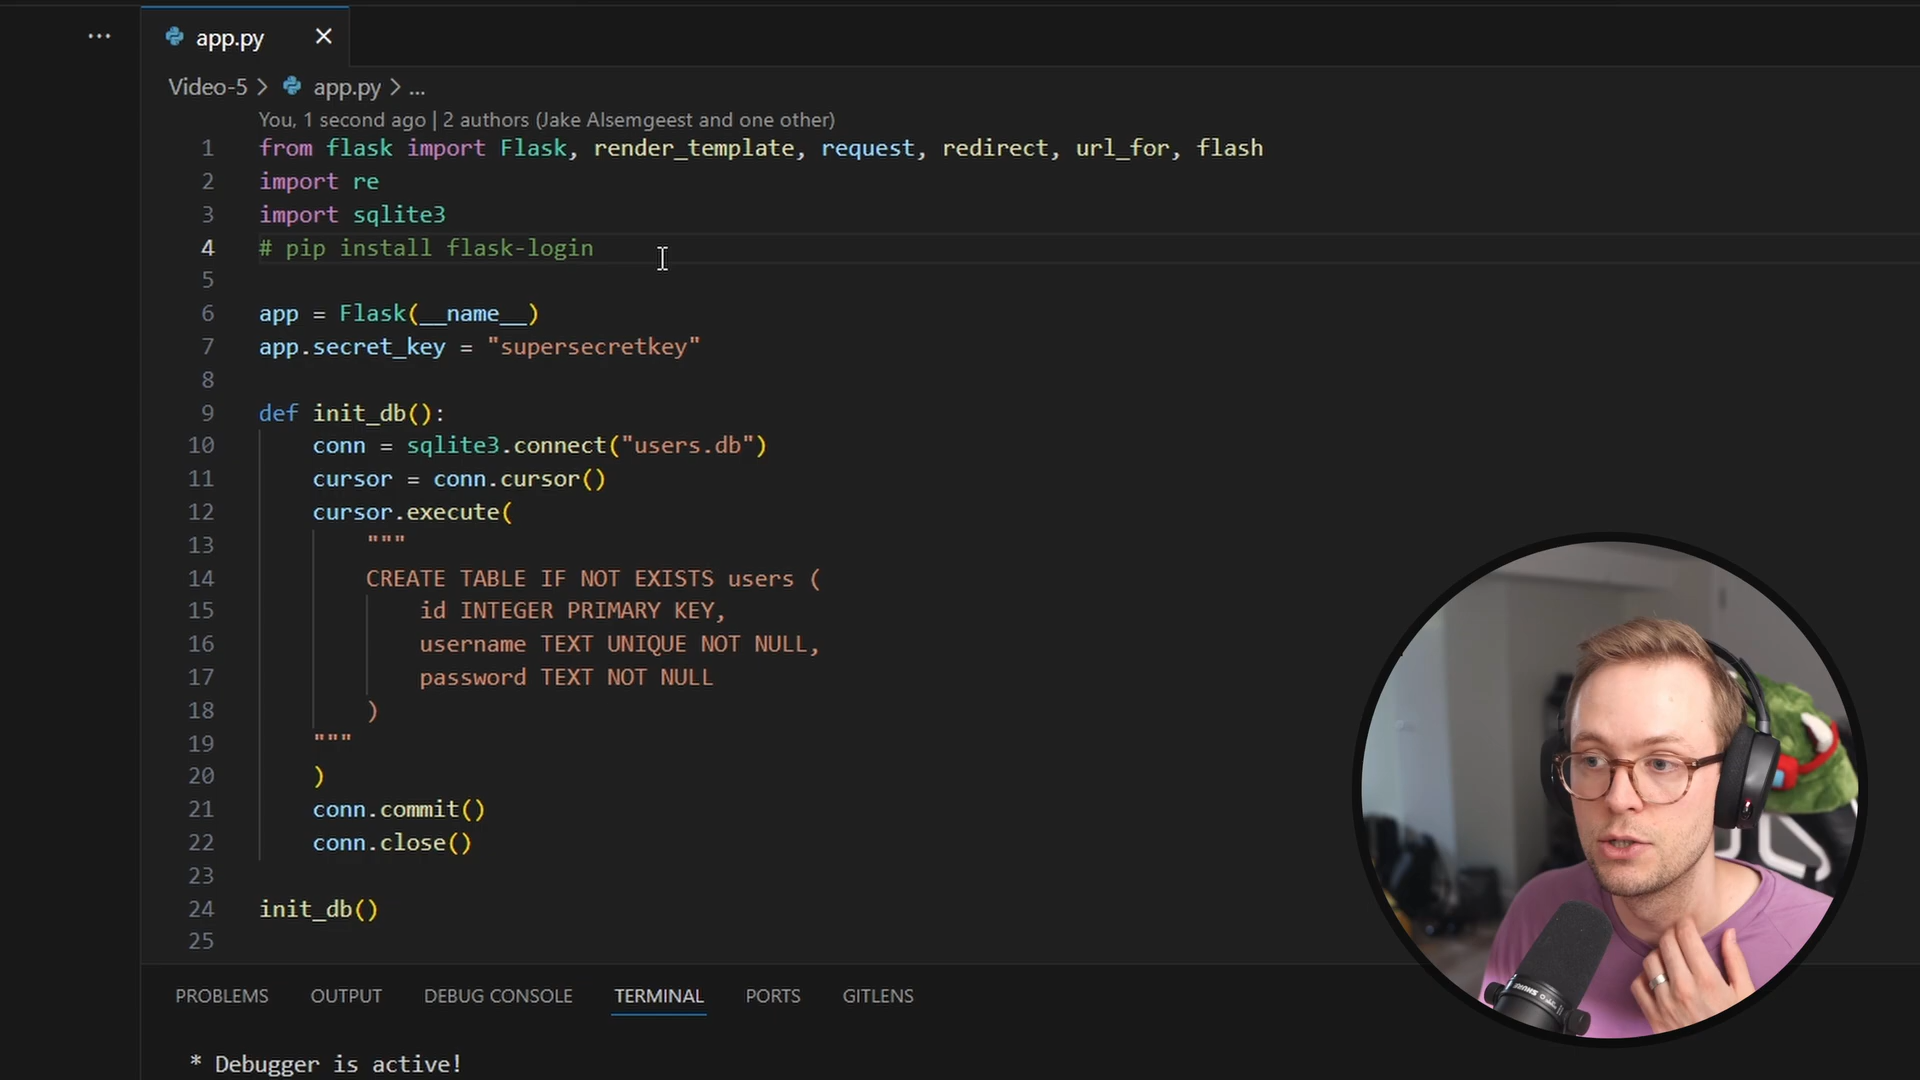 ... app.py ×
Video-5 > app.py > ...
You, 1 second ago | 2 authors (Jake Alsemgeest and one other)
1 from flask import Flask, render_template, request, redirect, url_for, flash
2 import re
3 import sqlite3
4 # pip install flask-login
5
6 app = Flask(__name__)
7 app.secret_key = "supersecretkey"
8
9 def init_db():
10 conn = sqlite3.connect("users.db")
11 cursor = conn.cursor()
12 cursor.execute(
13 """
14 CREATE TABLE IF NOT EXISTS users (
15 id INTEGER PRIMARY KEY,
16 username TEXT UNIQUE NOT NULL,
17 password TEXT NOT NULL
18 )
19 """
20 )
21 conn.commit()
22 conn.close()
23
24 init_db()
25
PROBLEMS OUTPUT DEBUG CONSOLE TERMINAL PORTS GITLENS
* Debugger is active!
SHURE